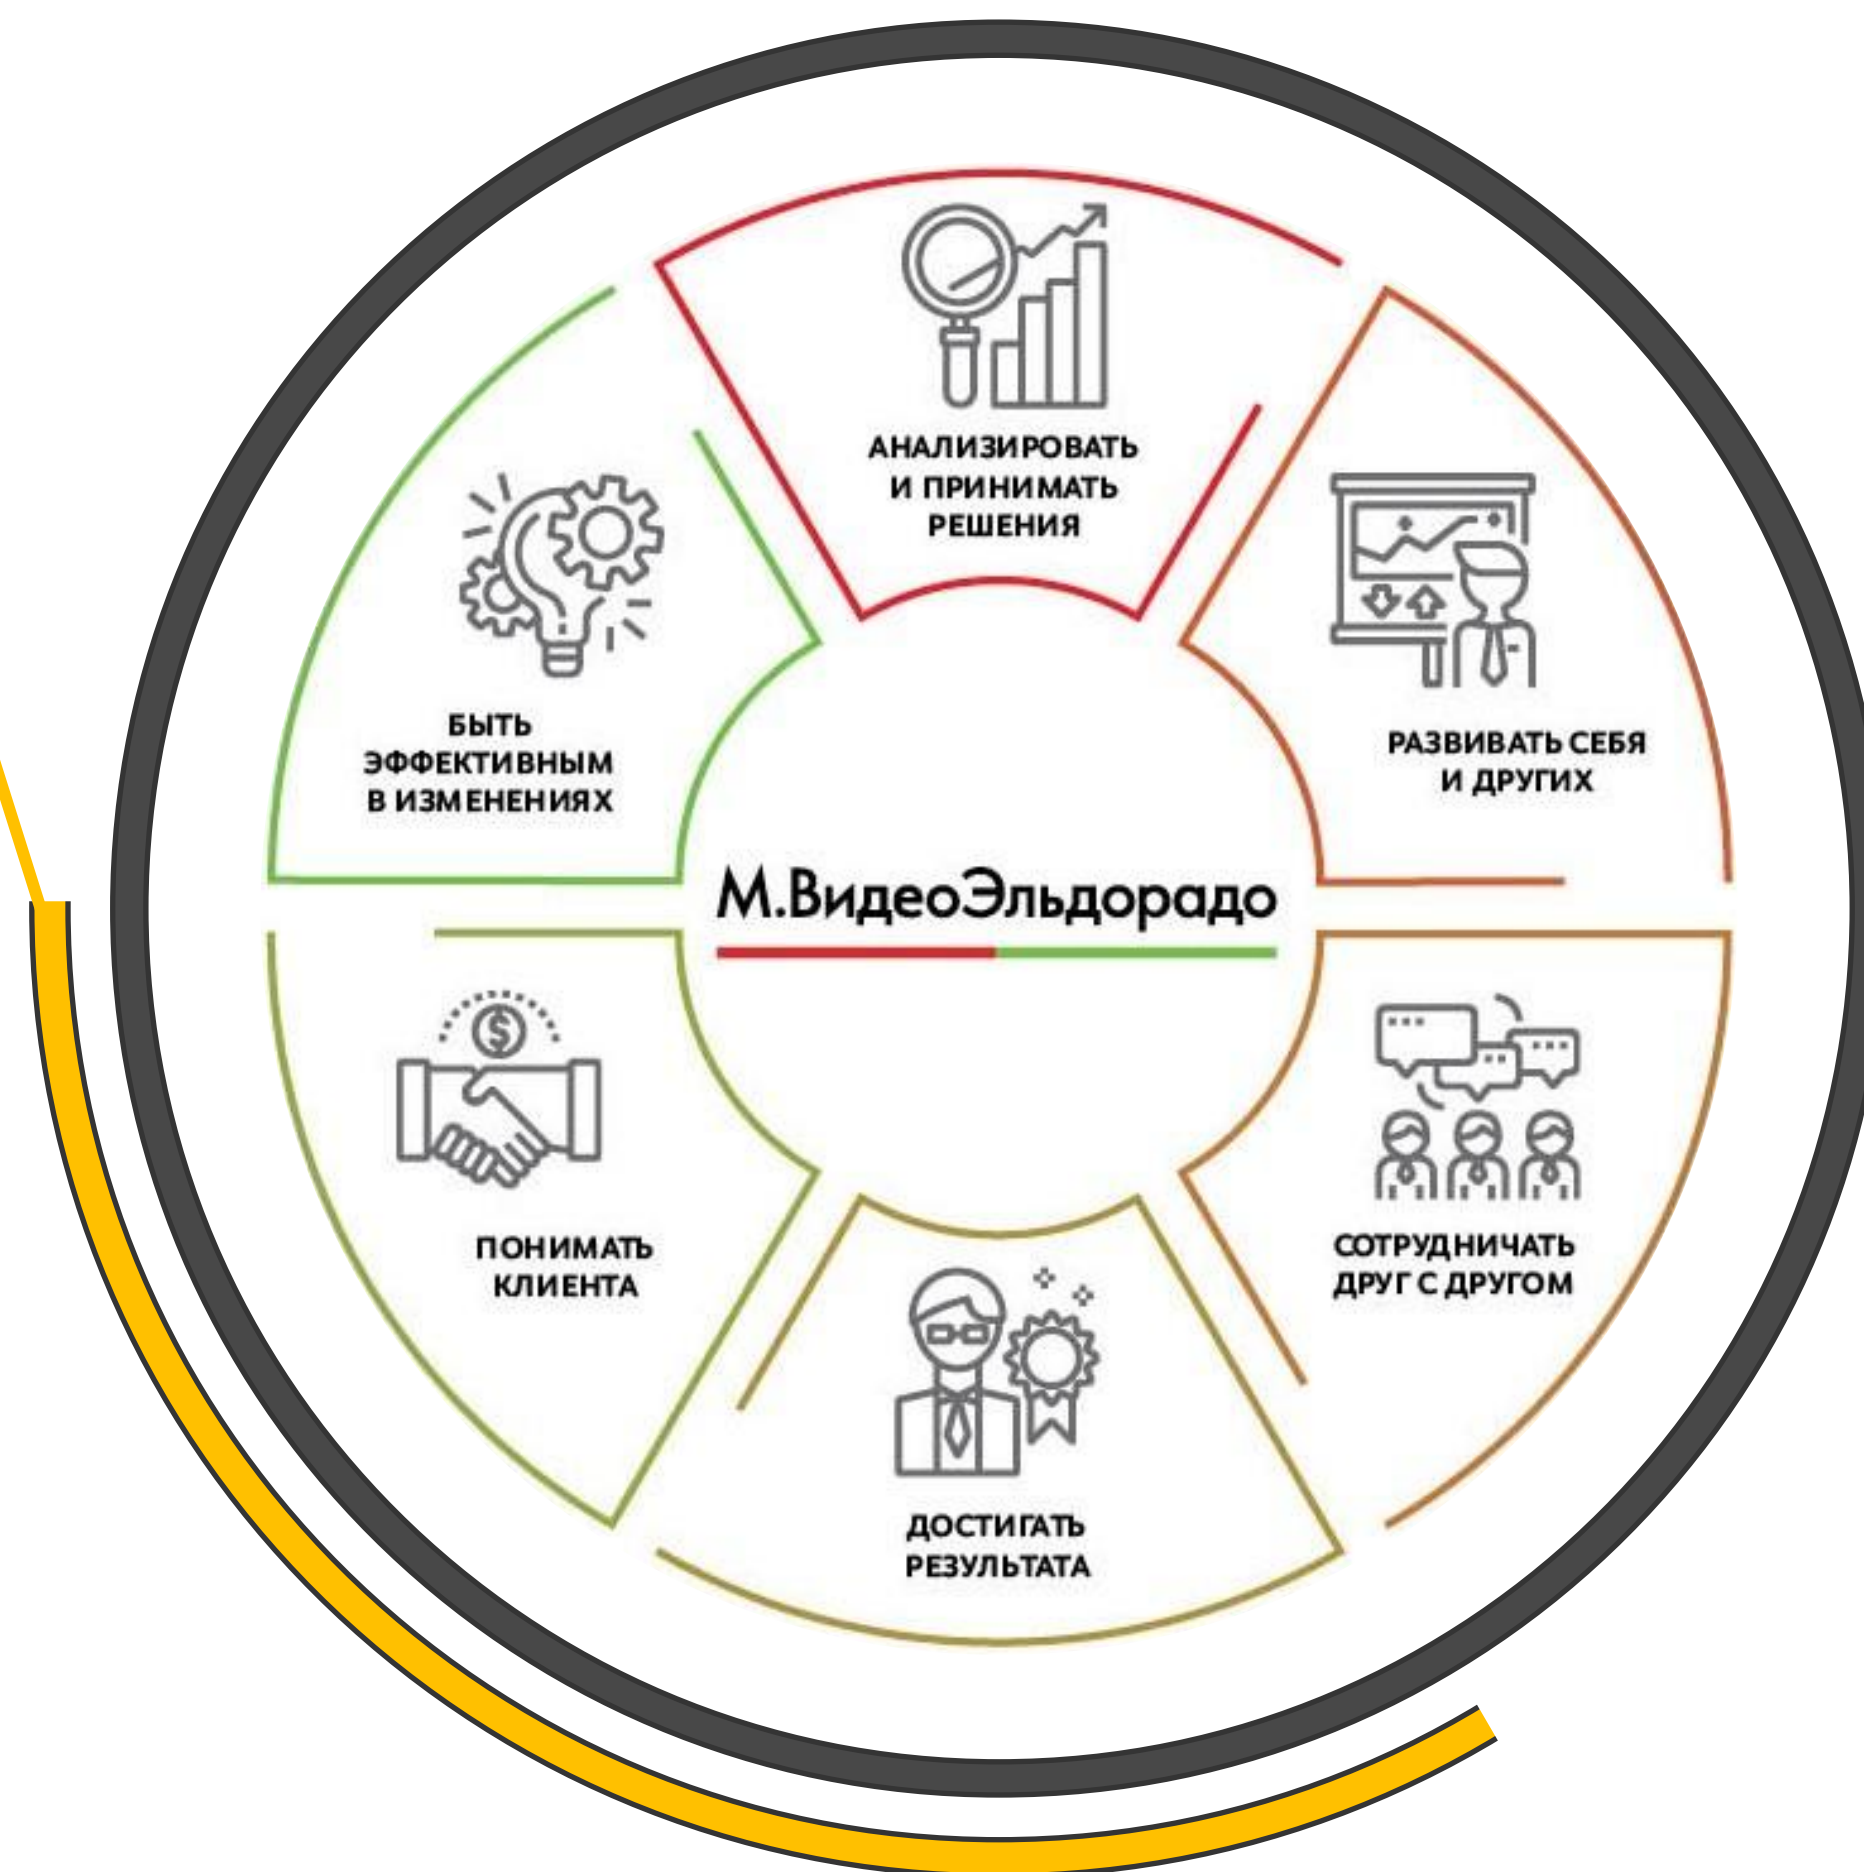 АНАЛИЗИРОВАТЬ
И ПРИНИМАТЬ
РЕШЕНИЯ
РАЗВИВАТЬ СЕБЯ
И ДРУГИХ
СОТРУДНИЧАТЬ
ДРУГ С ДРУГОМ
ДОСТИГАТЬ
РЕЗУЛЬТАТА
ПОНИМАТЬ
КЛИЕНТА
БЫТЬ
ЭФФЕКТИВНЫМ
В ИЗМЕНЕНИЯХ
М.ВидеоЭльдорадо
$